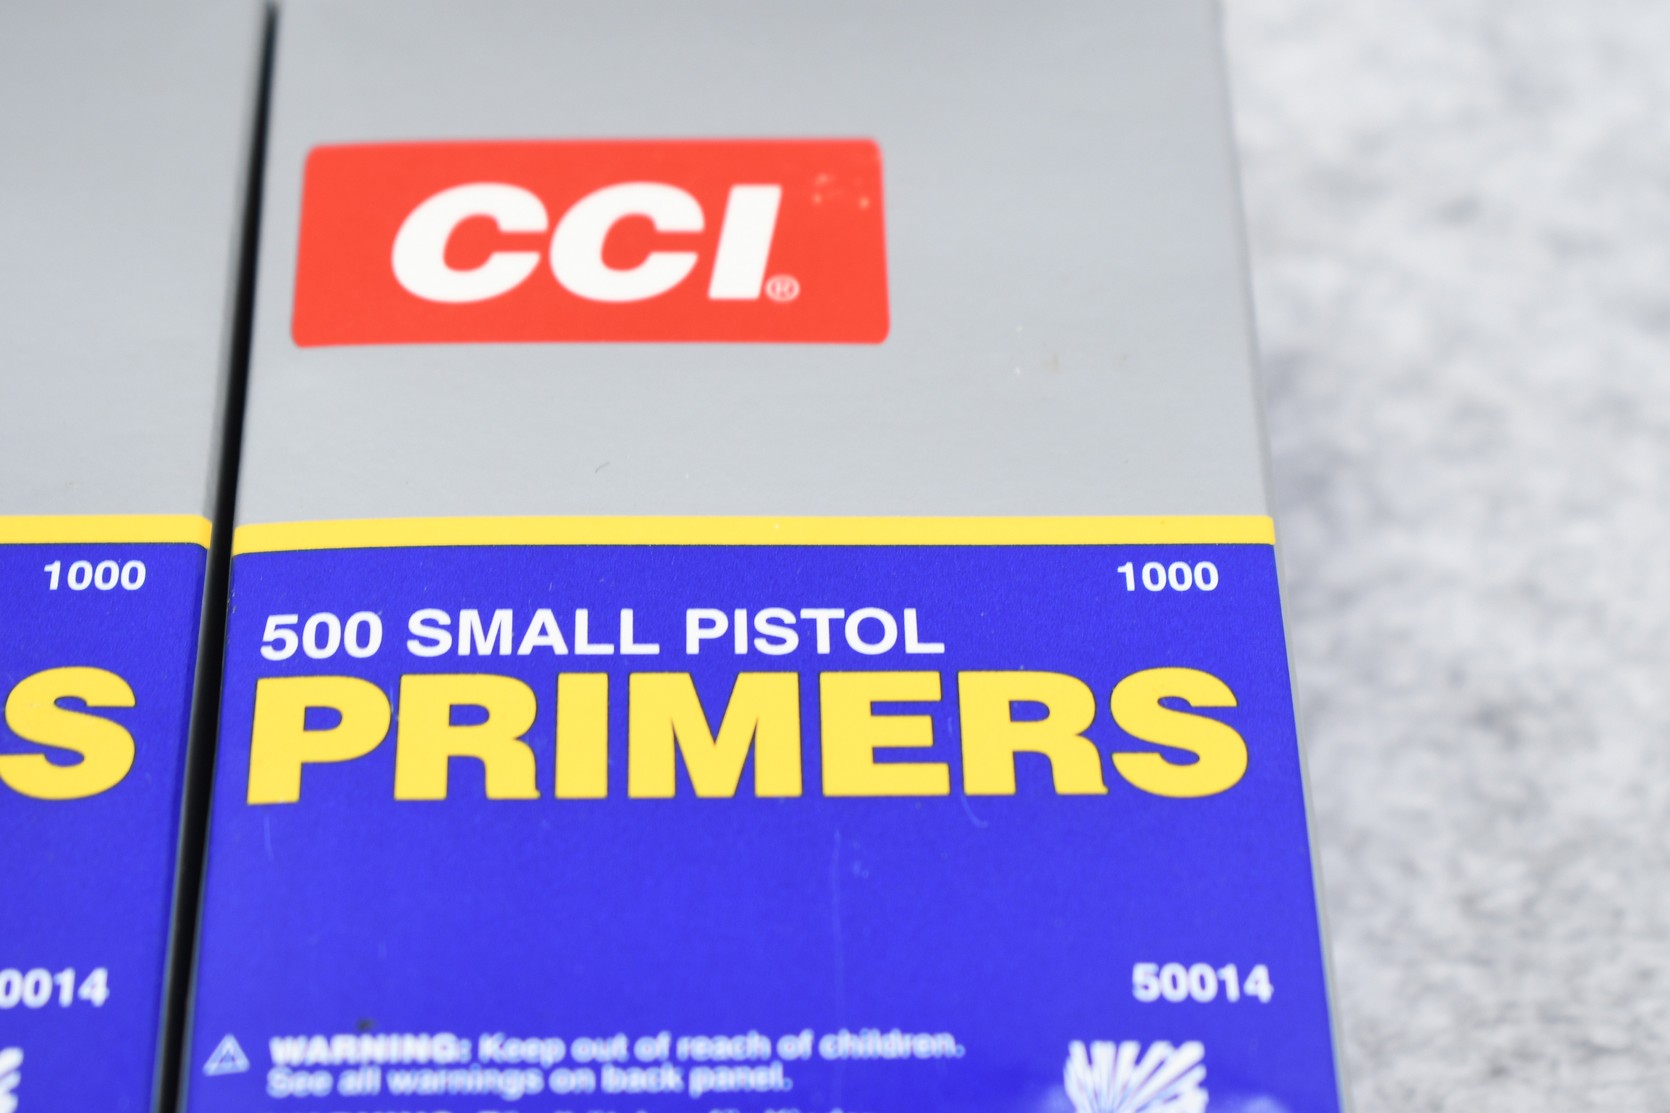 CCI®
1000
500 SMALL PISTOL
PRIMERS
50014
WARNING: Keep out of reach of children.
See all warnings on back panel.
1000
S
0014